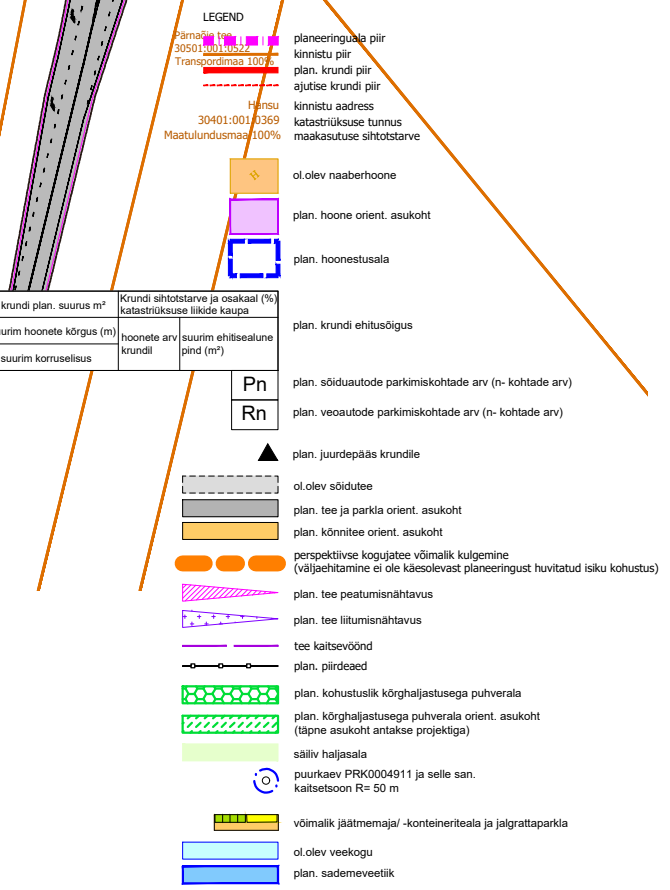 LEGEND
Pärnaõie tee
30501:001:0522
Transpordimaa 100%
planeeringuala piir
kinnistu piir
plan. krundi piir
ajutise krundi piir
Hansu
30401:001:0369
Maatulundusmaa 100%
kinnistu aadress
katastriüksuse tunnus
maakasutuse sihtotstarve
H
ol.olev naaberhoone
plan. hoone orient. asukoht
plan. hoonestusala
krundi plan. suurus m²
Krundi sihtotstarve ja osakaal (%)
katastriüksuse liikide kaupa
urim hoonete kõrgus (m)
suurim korruselisus
hoonete arv
krundil
suurim ehitisealune
pind (m²)
plan. krundi ehitusõigus
Pn plan. sõiduautode parkimiskohtade arv (n- kohtade arv)
Rn plan. veoautode parkimiskohtade arv (n- kohtade arv)
plan. juurdepääs krundile
ol.olev sõidutee
plan. tee ja parkla orient. asukoht
plan. kõnnitee orient. asukoht
perspektiivse kogujatee võimalik kulgemine
(väljaehitamine ei ole käesolevast planeeringust huvitatud isiku kohustus)
plan. tee peatumisnähtavus
plan. tee liitumisnähtavus
tee kaitsevöönd
plan. piirdeaed
plan. kohustuslik kõrghaljastusega puhverala
plan. kõrghaljastusega puhverala orient. asukoht
(täpne asukoht antakse projektiga)
säiliv haljasala
puurkaev PRK0004911 ja selle san.
kaitsetsoon R= 50 m
võimalik jäätmemaja/ -konteineriteala ja jalgrattaparkla
ol.olev veekogu
plan. sademeveetiik